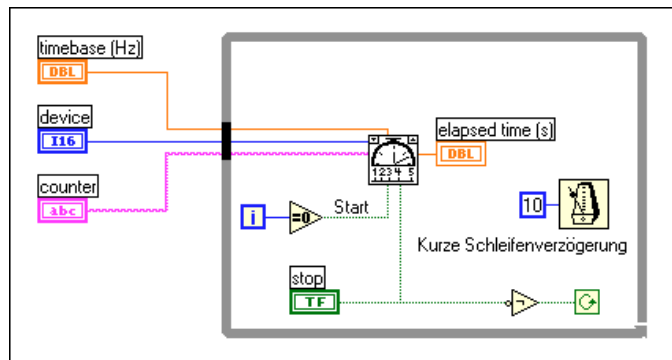 timebase (Hz)
DBL
device
I16
counter
abc
elapsed time (s)
DBL
1 2 3 4 5
i
=0
Start
10
Kurze Schleifenverzögerung
stop
TF